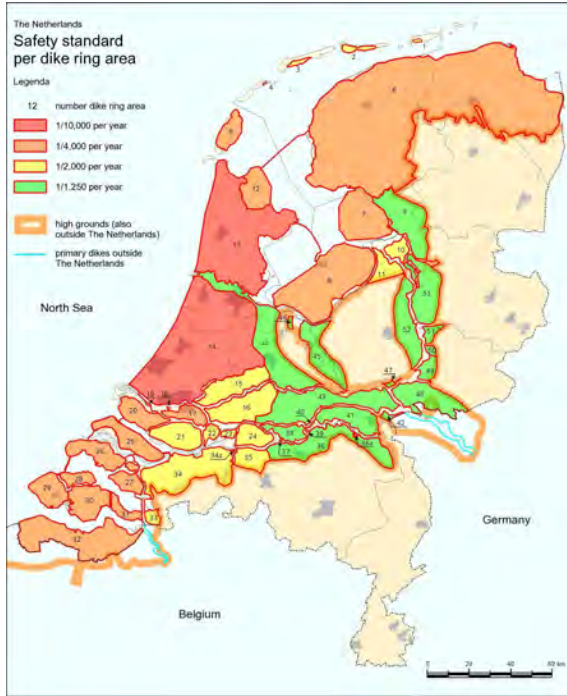 The Netherlands
Safety standard
per dike ring area
Legenda
12 number dike ring area
1/10,000 per year
1/4,000 per year
1/2,000 per year
1/1.250 per year
high grounds (also
outside The Netherlands)
primary dikes outside
The Netherlands
North Sea
Germany
Belgium
1
2
3
4
5
6
7
9
10
11
12
13
8
14
15
16
53
52
45
44
43
47
48
49
42
41
40
39
38
37
36
36a
20
17
21
22
23
24
25
26
27
28
29
30
31
32
33
34
34a
35
0 20 40 60 km